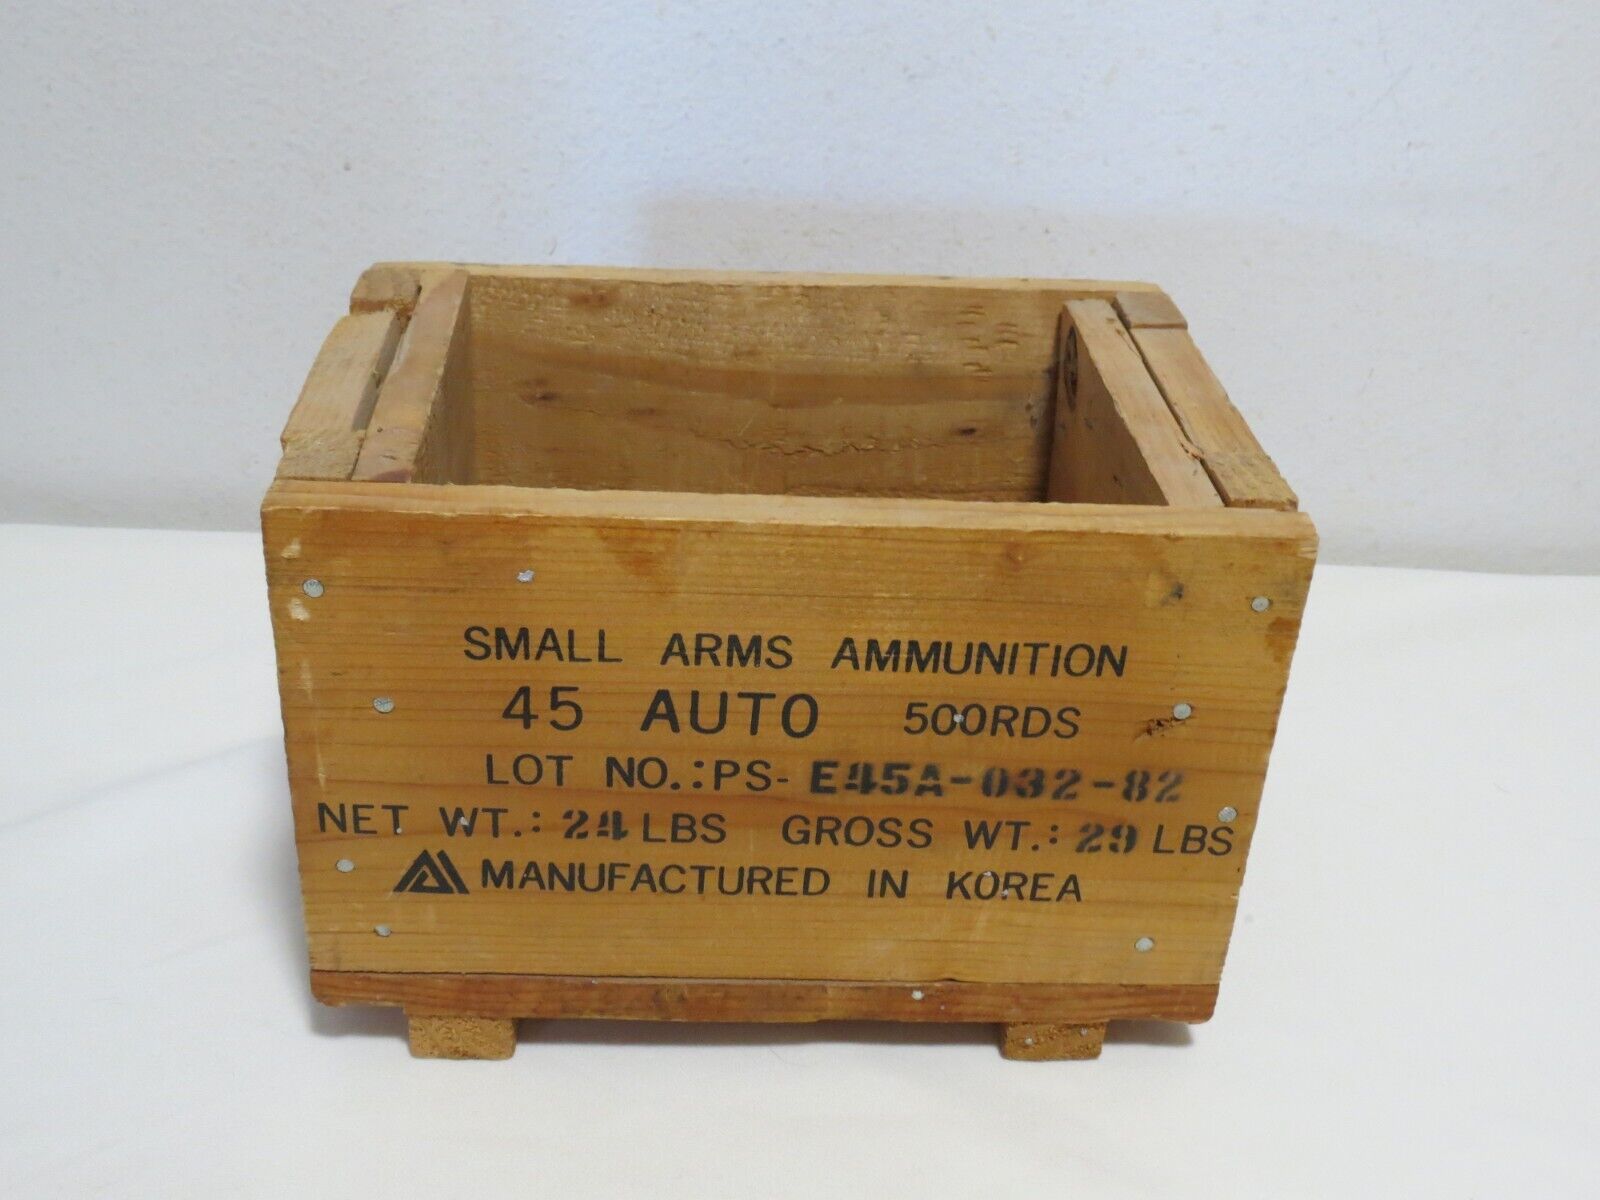 SMALL ARMS AMMUNITION
45 AUTO 500RDS
LOT NO.:PS- E45A-032-82
NET WT.: 24 LBS GROSS WT.: 29 LBS
MANUFACTURED IN KOREA